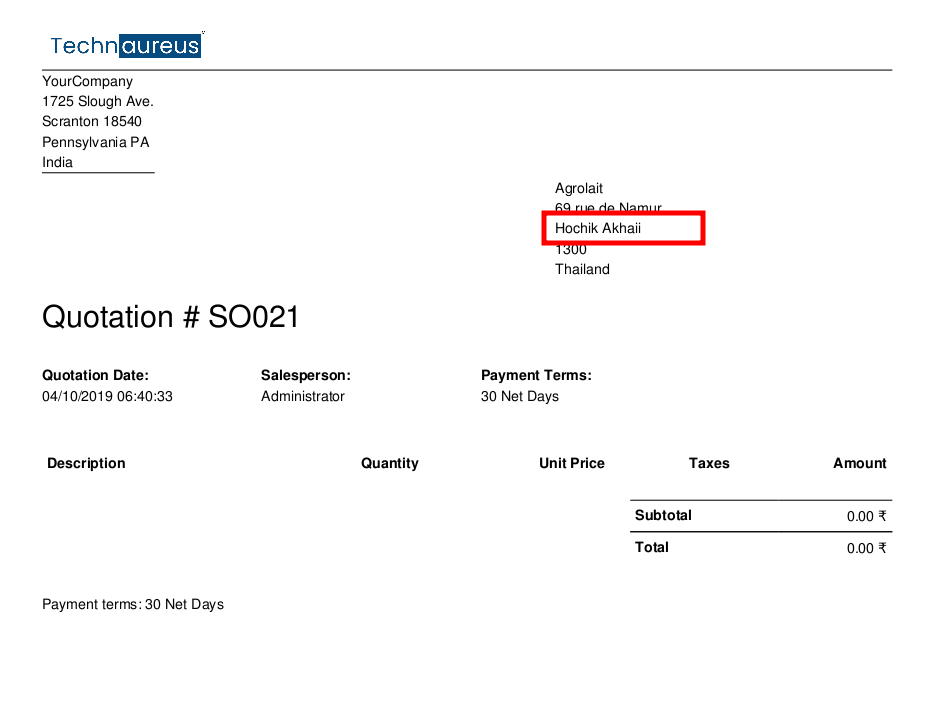 Technaureus
YourCompany
1725 Slough Ave.
Scranton 18540
Pennsylvania PA
India
Agrolait
69 rue de Namur
Hochik Akhaii
1300
Thailand
Quotation # SO021
Quotation Date: Salesperson: Payment Terms:
04/10/2019 06:40:33 Administrator 30 Net Days
Description Quantity Unit Price Taxes Amount
Subtotal 0.00 ₹
Total 0.00 ₹
Payment terms: 30 Net Days